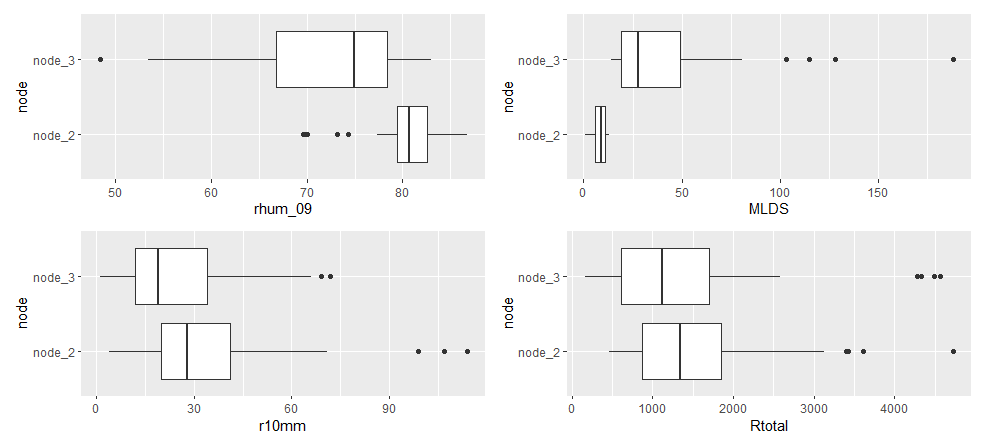 node
node_3
node_2
50
60
70
80
rhum_09
node
node_3
node_2
0
50
100
150
MLDS
node
node_3
node_2
0
30
60
90
r10mm
node
node_3
node_2
0
1000
2000
3000
4000
Rtotal